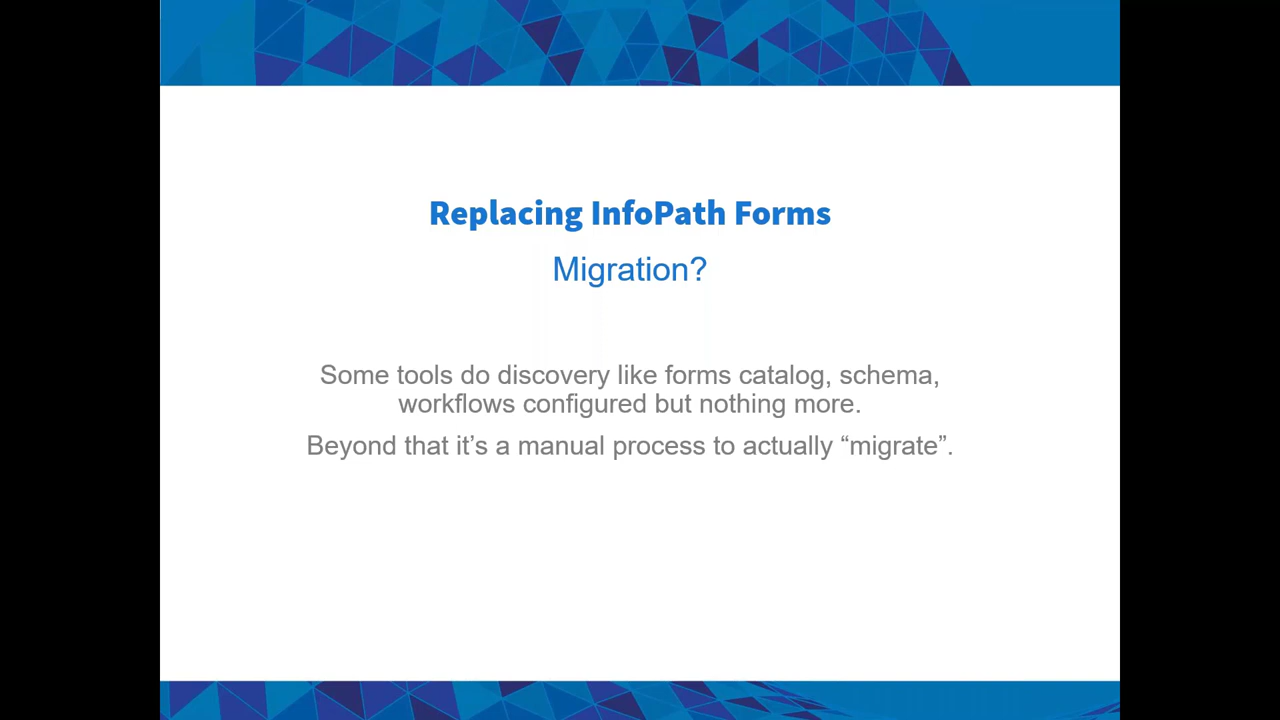 Replacing InfoPath Forms
Migration?
Some tools do discovery like forms catalog, schema,
workflows configured but nothing more.
Beyond that it’s a manual process to actually “migrate”.